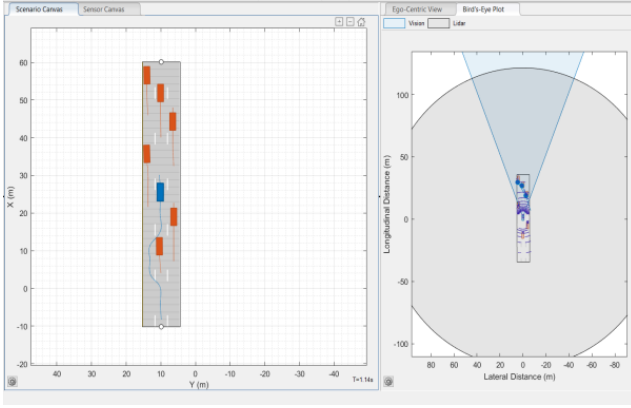 Scenario Canvas Sensor Canvas
60
50
40
30
20
10
0
-10
-20
X (m)
40 30 20 10 0 -10 -20 -30 -40
Y (m)
T=1.14s
Ego-Centric View Bird's-Eye Plot
Vision Lidar
100
50
0
-50
-100
Longitudinal Distance (m)
80 60 40 20 0 -20 -40 -60 -80
Lateral Distance (m)